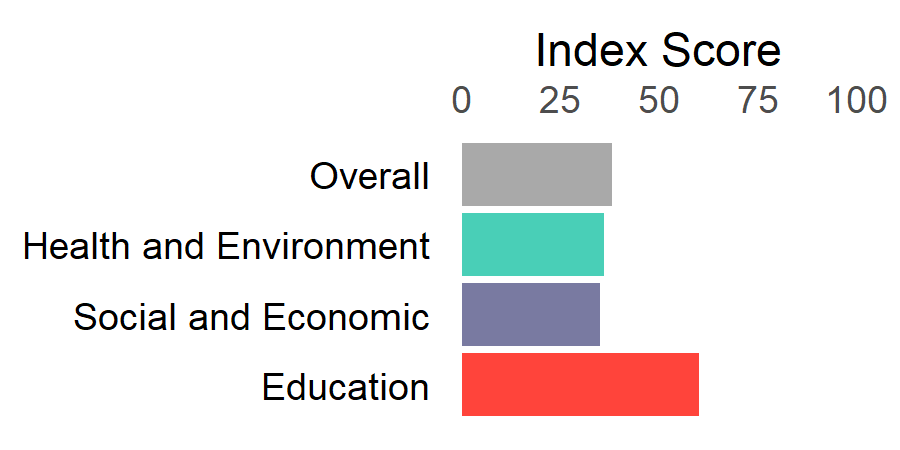 Index Score
0 25 50 75 100
Overall
Health and Environment
Social and Economic
Education